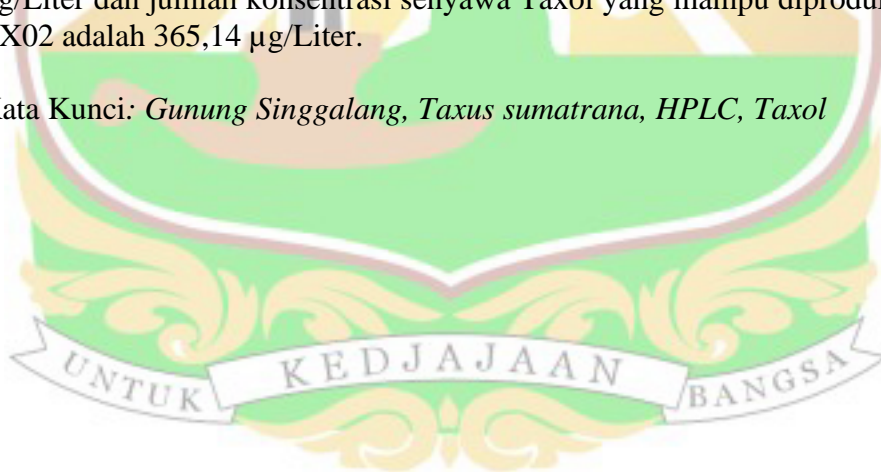 g/Liter dan jumlah konsentrasi senyawa Taxol yang mampu diprodu
X02 adalah 365,14 µg/Liter.
ata Kunci: Gunung Singgalang, Taxus sumatrana, HPLC, Taxol
UNTUK KEDJAJAAN BANGSA